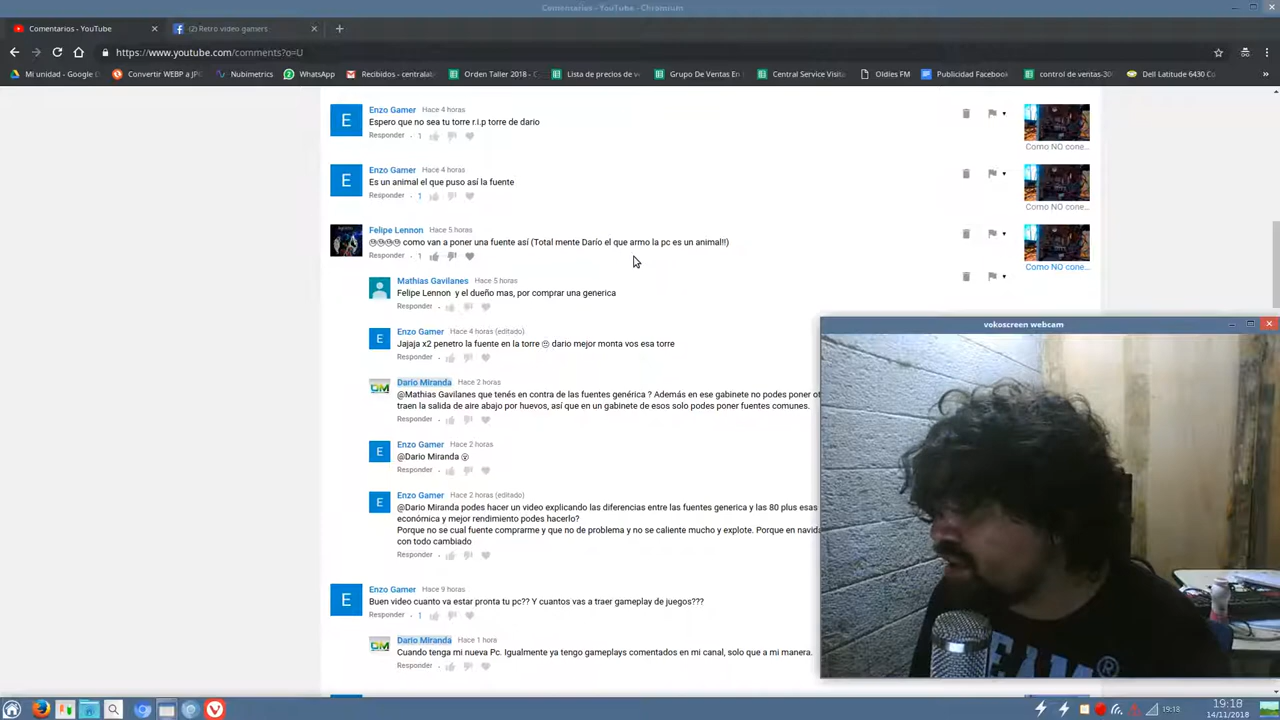 Comentarios - YouTube - Chromium
Comentarios - YouTube
(2) Retro video gamers
https://www.youtube.com/comments?o=U
Mi unidad - Google D
Convertir WEBP a JP
Nubimetrics
WhatsApp
Recibidos - centralab
Orden Taller 2018 -
Lista de precios de v
Grupo De Ventas En
Central Service Visita
Oldies FM
Publicidad Facebook
control de ventas-30
Dell Latitude 6430 Co
»
E
Enzo Gamer Hace 4 horas
Espero que no sea tu torre r.i.p torre de dario
Responder · 1
Como NO cone...
E
Enzo Gamer Hace 4 horas
Es un animal el que puso así la fuente
Responder · 1
Como NO cone...
Felipe Lennon Hace 5 horas
como van a poner una fuente así (Total mente Darío el que armo la pc es un animal!!)
Responder · 1
Como NO cone...
Mathias Gavilanes Hace 5 horas
Felipe Lennon y el dueño mas, por comprar una generica
Responder ·
E
Enzo Gamer Hace 4 horas (editado)
Jajaja x2 penetro la fuente en la torre 😢 dario mejor monta vos esa torre
Responder ·
DM
Dario Miranda Hace 2 horas
@Mathias Gavilanes que tenés en contra de las fuentes genérica ? Además en ese gabinete no podes poner ot
traen la salida de aire abajo por huevos, así que en un gabinete de esos solo podes poner fuentes comunes.
Responder ·
E
Enzo Gamer Hace 2 horas
@Dario Miranda 😮
Responder ·
E
Enzo Gamer Hace 2 horas (editado)
@Dario Miranda podes hacer un video explicando las diferencias entre las fuentes generica y las 80 plus esas
económica y mejor rendimiento podes hacerlo?
Porque no se cual fuente comprarme y que no de problema y no se caliente mucho y explote. Porque en navida
con todo cambiado
Responder ·
E
Enzo Gamer Hace 9 horas
Buen video cuanto va estar pronta tu pc?? Y cuantos vas a traer gameplay de juegos???
Responder · 1
DM
Dario Miranda Hace 1 hora
Cuando tenga mi nueva Pc. Igualmente ya tengo gameplays comentados en mi canal, solo que a mi manera.
Responder ·
vokoscreen webcam
19:18
19:18
14/11/2018